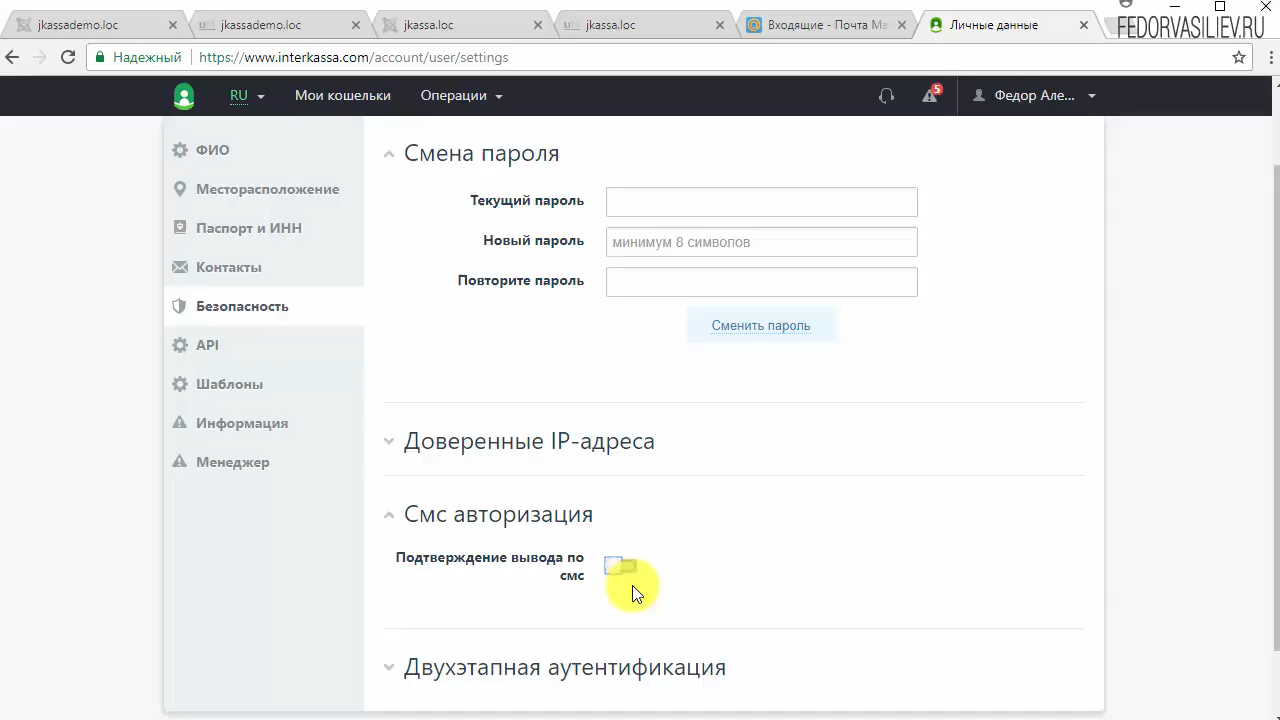 jkassademo.loc
jkassademo.loc
jkassa.loc
jkassa.loc
Входящие - Почта Ма
Личные данные
FEDORVASILIEV.RU
Надежный
https://www.interkassa.com/account/user/settings
RU
Мои кошельки
Операции
5
Федор Але...
ФИО
Месторасположение
Паспорт и ИНН
Контакты
Безопасность
API
Шаблоны
Информация
Менеджер
Смена пароля
Текущий пароль
Новый пароль
минимум 8 символов
Повторите пароль
Сменить пароль
Доверенные IP-адреса
Смс авторизация
Подтверждение вывода по
смс
Двухэтапная аутентификация